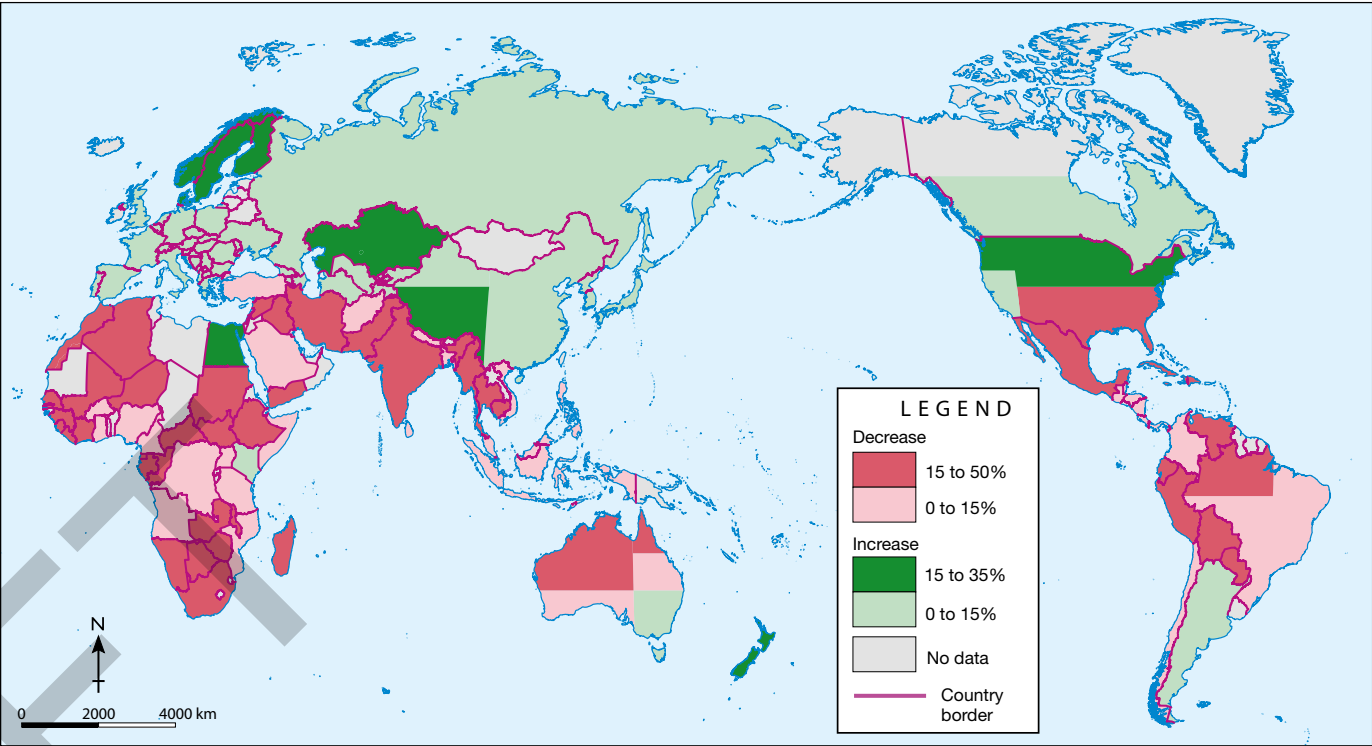 LEGEND
Decrease
15 to 50%
0 to 15%
Increase
15 to 35%
0 to 15%
No data
Country
border
N
0 2000 4000 km